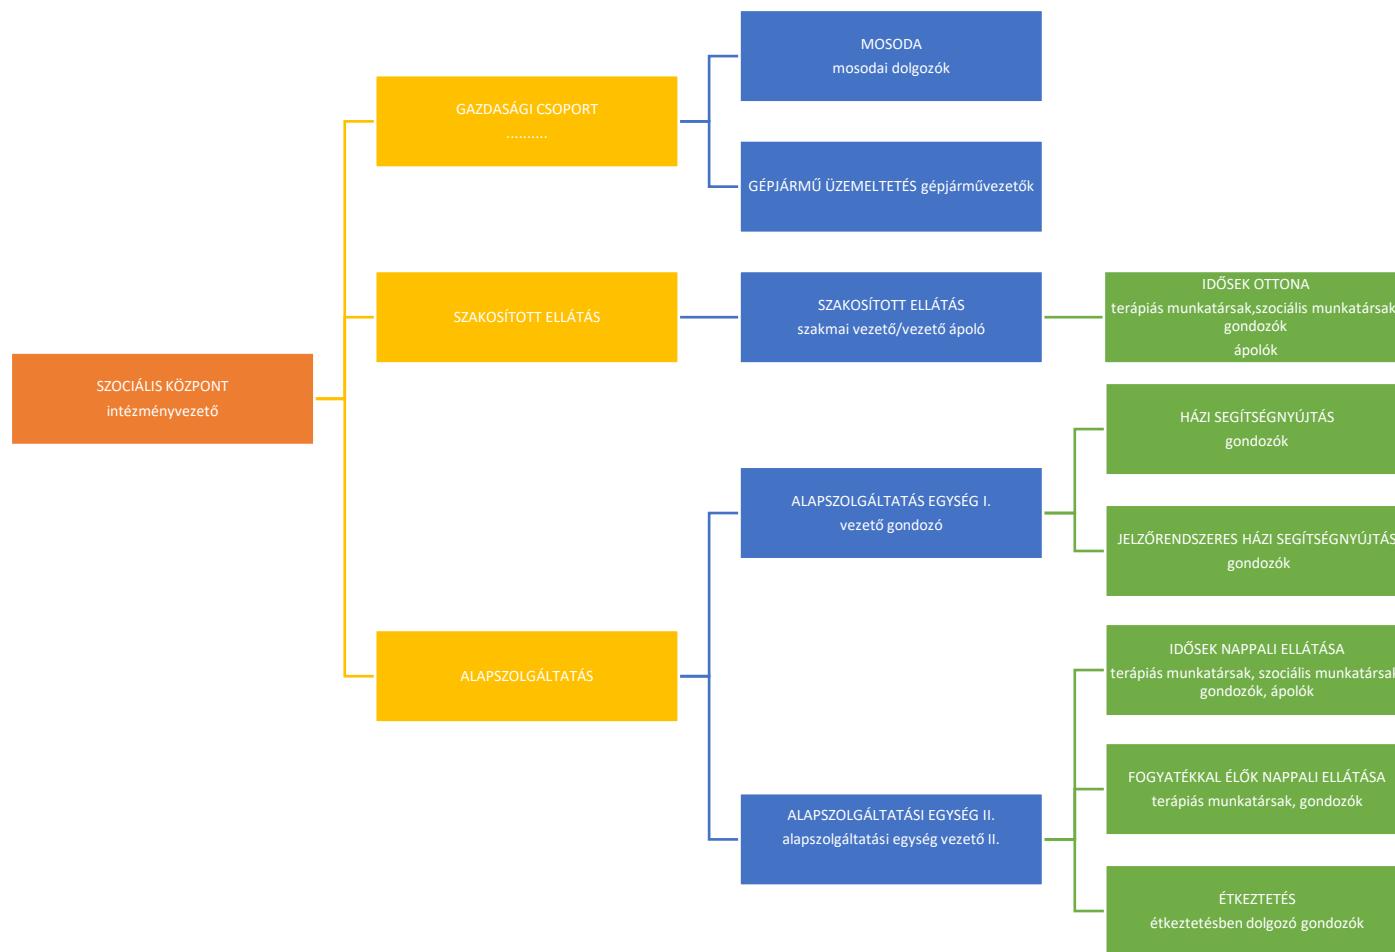 MOSODA
mosodai dolgozók
GAZDASÁGI CSOPORT
..........
GÉPJÁRMŰ ÜZEMELTETÉS gépjárművezetők
SZAKOSÍTOTT ELLÁTÁS
SZAKOSÍTOTT ELLÁTÁS
szakmai vezető/vezető ápoló
IDŐSEK OTTONA
terápiás munkatársak,szociális munkatársak
gondozók
ápolók
SZOCIÁLIS KÖZPONT
intézményvezető
HÁZI SEGÍTSÉGNYÚJTÁS
gondozók
ALAPSZOLGÁLTATÁS EGYSÉG I.
vezető gondozó
JELZŐRENDSZERES HÁZI SEGÍTSÉGNYÚJTÁS
gondozók
ALAPSZOLGÁLTATÁS
IDŐSEK NAPPALI ELLÁTÁSA
terápiás munkatársak, szociális munkatársak
gondozók, ápolók
FOGYATÉKKAL ÉLŐK NAPPALI ELLÁTÁSA
terápiás munkatársak, gondozók
ALAPSZOLGÁLTATÁSI EGYSÉG II.
alapszolgáltatási egység vezető II.
ÉTKEZTETÉS
étkeztetésben dolgozó gondozók